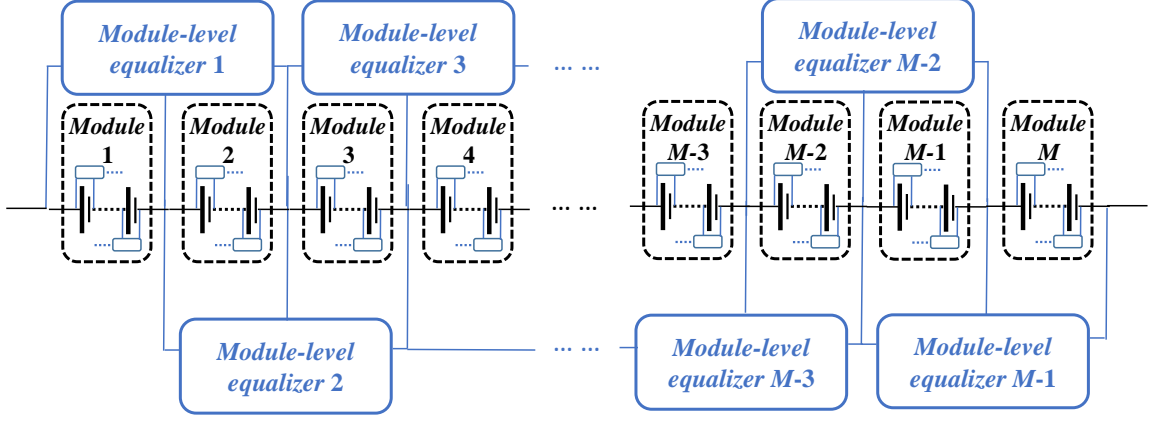 Module-level
equalizer 1
Module-level
equalizer 3
... ...
Module-level
equalizer M-2
Module
1
Module
2
Module
3
Module
4
Module
M-3
Module
M-2
Module
M-1
Module
M
... ...
Module-level
equalizer 2
... ...
Module-level
equalizer M-3
Module-level
equalizer M-1